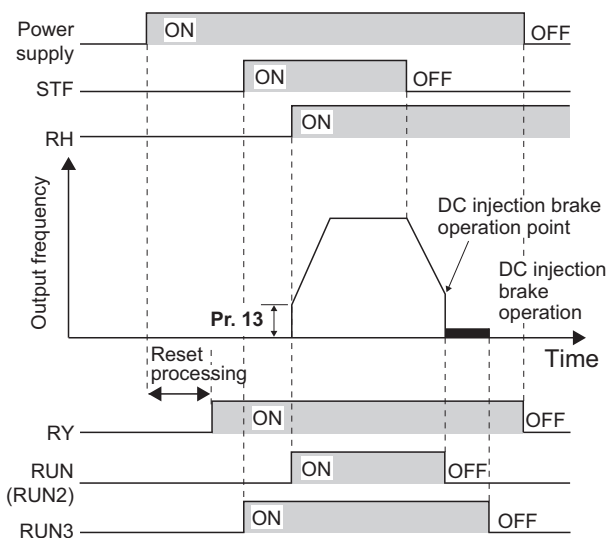 Power
supply
ON
OFF
STF
ON
OFF
RH
ON
Output frequency
DC injection brake
operation point
DC injection
brake
operation
Pr. 13
Time
Reset
processing
RY
ON
OFF
RUN
(RUN2)
ON
OFF
RUN3
ON
OFF